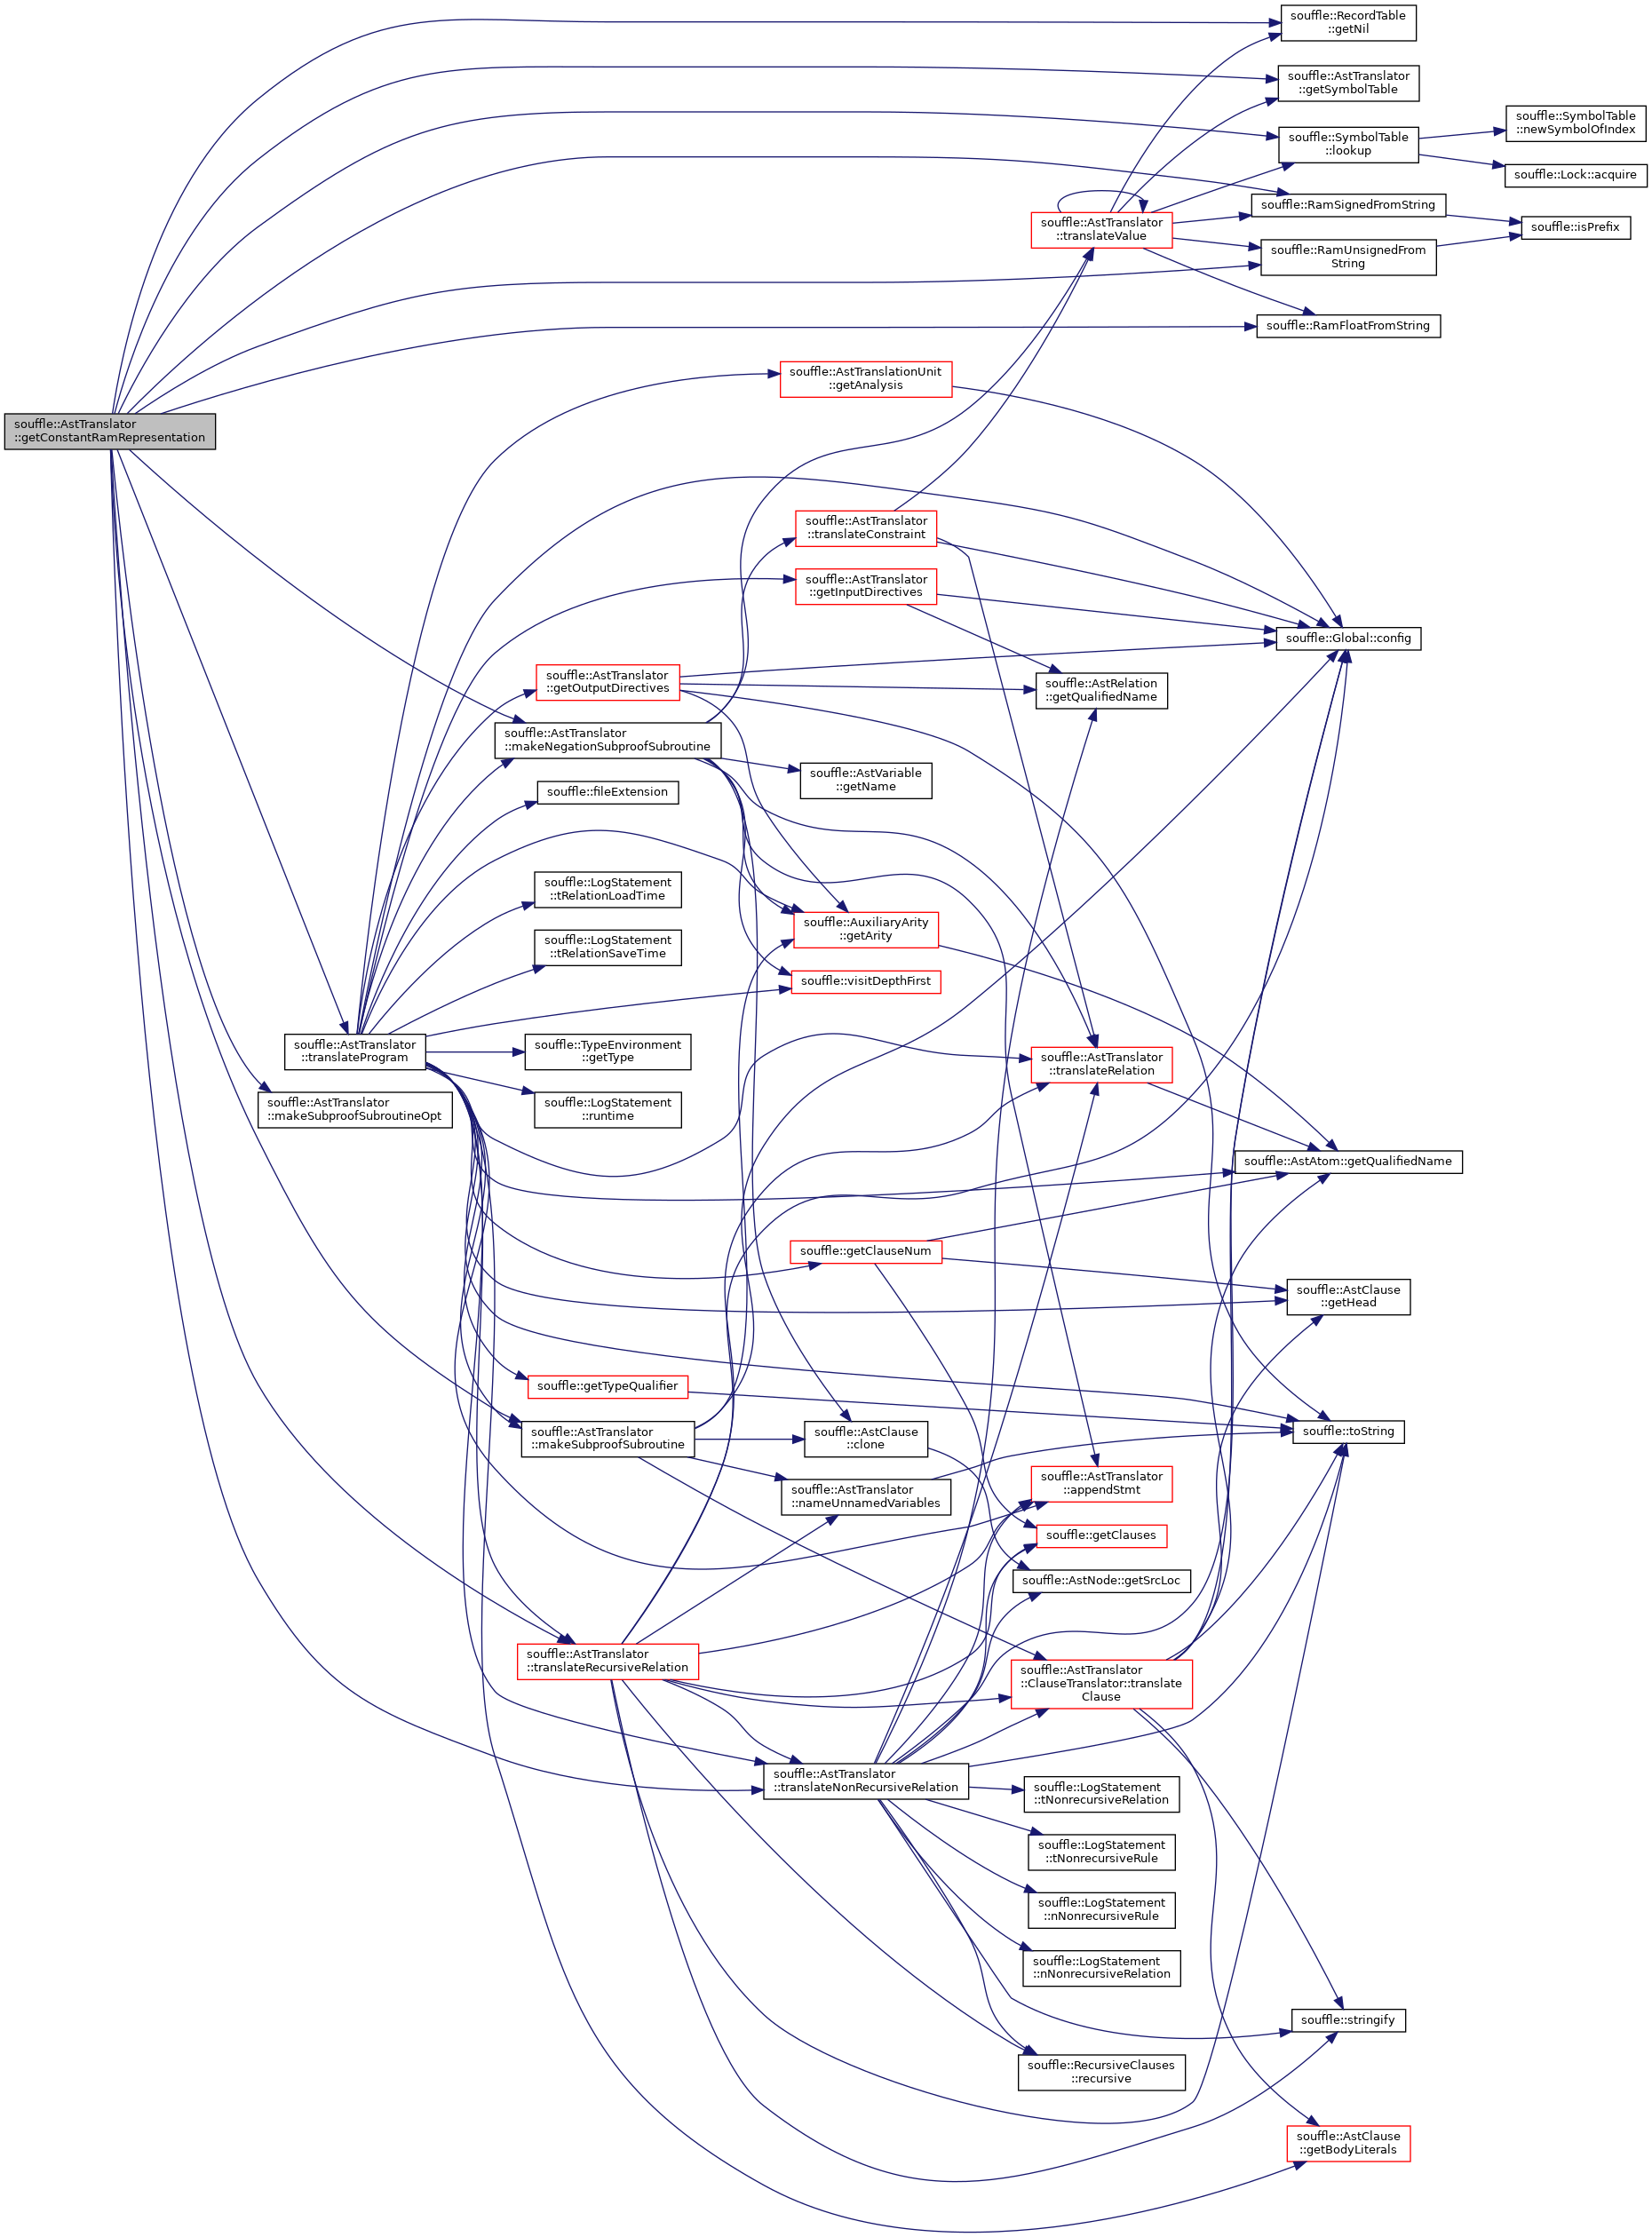 souffle::RecordTable
::getNil
souffle::AstTranslator
::getSymbolTable
souffle::SymbolTable
::newSymbolOfIndex
souffle::SymbolTable
::lookup
souffle::Lock::acquire
souffle::RamSignedFromString
souffle::AstTranslator
::translateValue
souffle::isPrefix
souffle::RamUnsignedFrom
String
souffle::RamFloatFromString
souffle::AstTranslationUnit
::getAnalysis
souffle::AstTranslator
::getConstantRamRepresentation
souffle::AstTranslator
::translateConstraint
souffle::AstTranslator
::getInputDirectives
souffle::Global::config
souffle::AstTranslator
::getOutputDirectives
souffle::AstRelation
::getQualifiedName
souffle::AstTranslator
::makeNegationSubproofSubroutine
souffle::AstVariable
::getName
souffle::fileExtension
souffle::LogStatement
::tRelationLoadTime
souffle::AuxiliaryArity
::getArity
souffle::LogStatement
::tRelationSaveTime
souffle::visitDepthFirst
souffle::AstTranslator
::translateProgram
souffle::TypeEnvironment
::getType
souffle::AstTranslator
::translateRelation
souffle::AstTranslator
::makeSubproofSubroutineOpt
souffle::LogStatement
::runtime
souffle::AstAtom::getQualifiedName
souffle::getClauseNum
souffle::AstClause
::getHead
souffle::getTypeQualifier
souffle::AstTranslator
::makeSubproofSubroutine
souffle::AstClause
::clone
souffle::toString
souffle::AstTranslator
::nameUnnamedVariables
souffle::AstTranslator
::appendStmt
souffle::getClauses
souffle::AstNode::getSrcLoc
souffle::AstTranslator
::translateRecursiveRelation
souffle::AstTranslator
::ClauseTranslator::translate
Clause
souffle::AstTranslator
::translateNonRecursiveRelation
souffle::LogStatement
::tNonrecursiveRelation
souffle::LogStatement
::tNonrecursiveRule
souffle::LogStatement
::nNonrecursiveRule
souffle::LogStatement
::nNonrecursiveRelation
souffle::stringify
souffle::RecursiveClauses
::recursive
souffle::AstClause
::getBodyLiterals